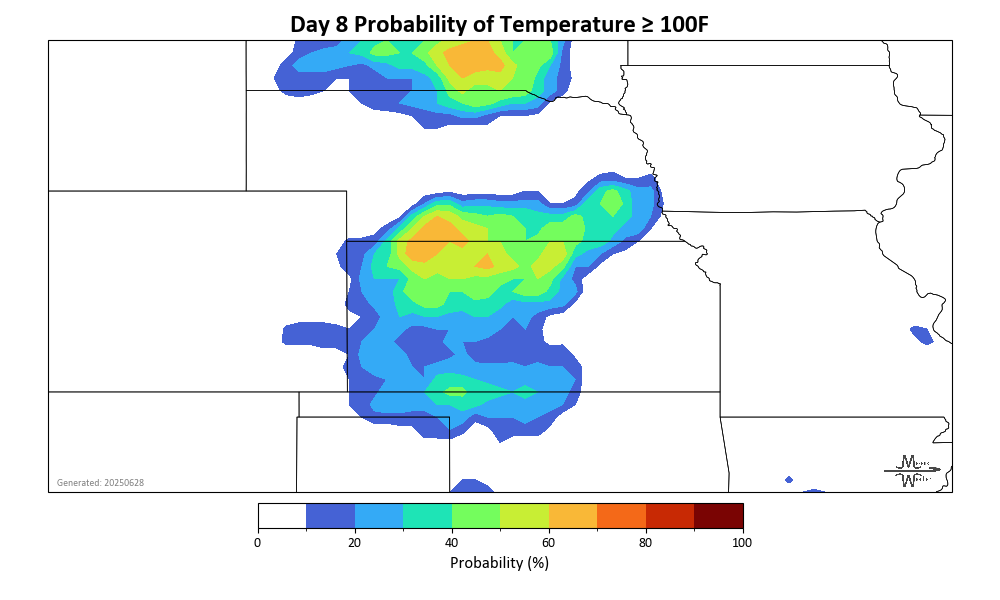 Day 8 Probability of Temperature ≥ 100F
Generated: 20250628
0 20 40 60 80 100
Probability (%)